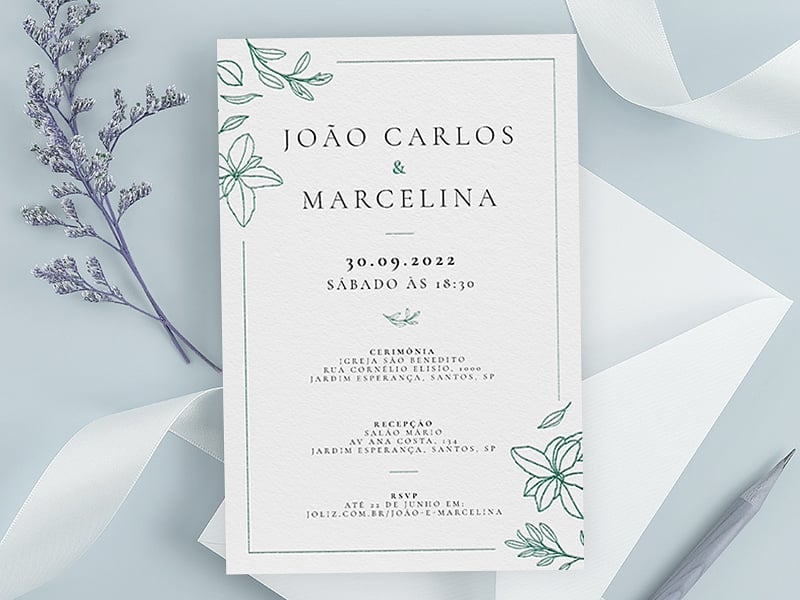 JOÃO CARLOS
&
MARCELINA
30.09.2022
SÁBADO ÀS 18:30
CERIMÔNIA
IGREJA SÃO BENEDITO
RUA CORNÉLIO ELISIO, 1000
JARDIM ESPERANÇA, SANTOS, SP
RECEPÇÃO
SALÃO MÁRIO
AV ANA COSTA, 134
JARDIM ESPERANÇA, SANTOS, SP
RSVP
ATÉ 22 DE JUNHO EM:
JOLIZ.COM.BR/JOÃO-E-MARCELINA